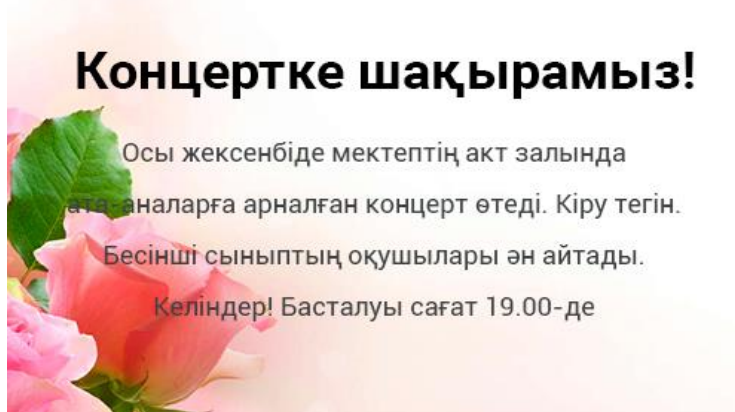 Концертке шақырамыз!
Осы жексенбіде мектептің акт залында
ата-аналарға арналған концерт өтеді. Кіру тегін.
Бесінші сыныптың оқушылары ән айтады.
Келіңдер! Басталуы сағат 19.00-де